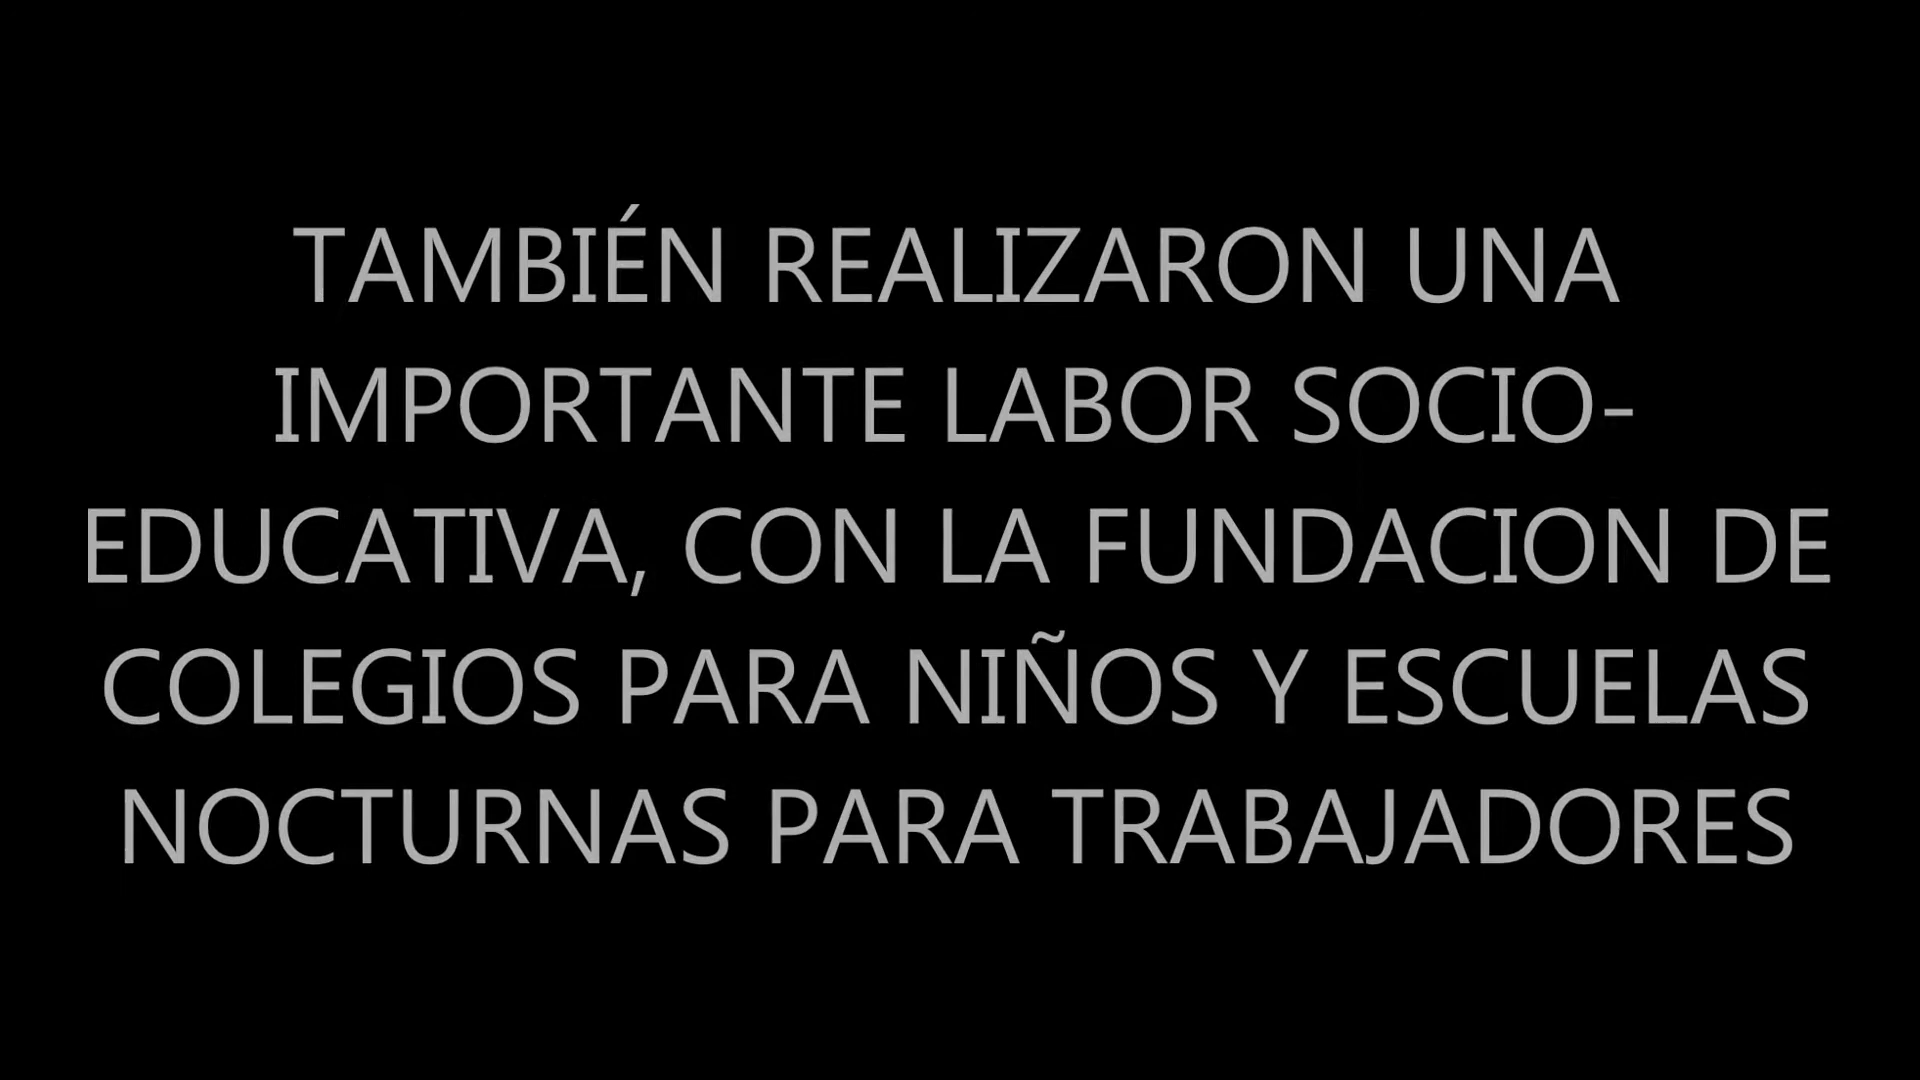 TAMBIÉN REALIZARON UNA
IMPORTANTE LABOR SOCIO-
EDUCATIVA, CON LA FUNDACION DE
COLEGIOS PARA NIÑOS Y ESCUELAS
NOCTURNAS PARA TRABAJADORES